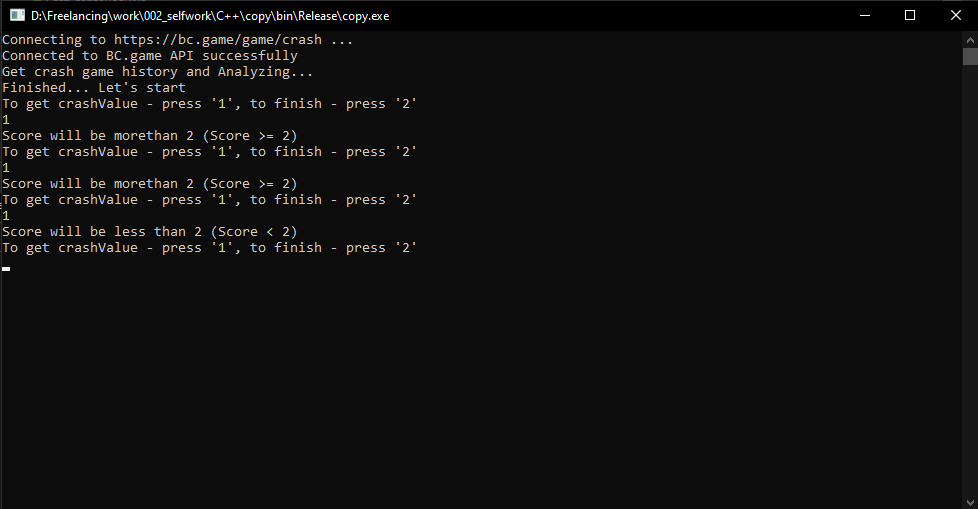 D:\Freelancing\work\002_selfwork\C++\copy\bin\Release\copy.exe
Connecting to https://bc.game/game/crash ...
Connected to BC.game API successfully
Get crash game history and Analyzing...
Finished... Let's start
To get crashValue - press '1', to finish - press '2'
1
Score will be morethan 2 (Score >= 2)
To get crashValue - press '1', to finish - press '2'
1
Score will be morethan 2 (Score >= 2)
To get crashValue - press '1', to finish - press '2'
1
Score will be less than 2 (Score < 2)
To get crashValue - press '1', to finish - press '2'